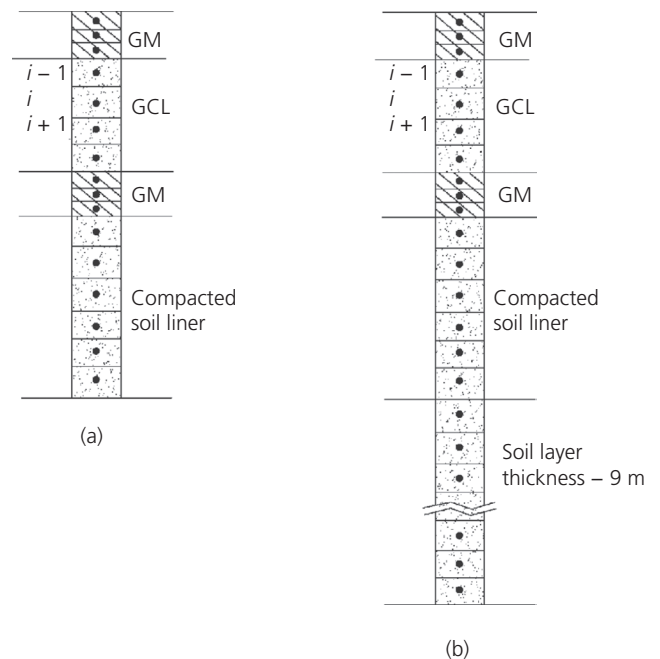 GM
i – 1
i
i + 1
GCL
GM
Compacted
soil liner
(a)
GM
i – 1
i
i + 1
GCL
GM
Compacted
soil liner
Soil layer
thickness – 9 m
(b)